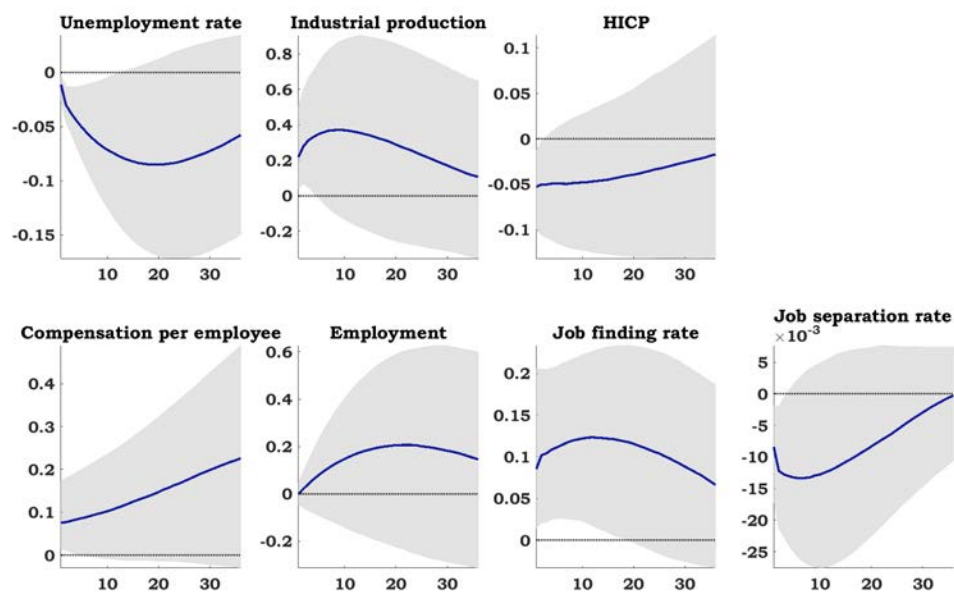 Unemployment rate
0
-0.05
-0.1
-0.15
10 20 30
Industrial production
0.8
0.6
0.4
0.2
0
-0.2
10 20 30
HICP
0.1
0.05
0
-0.05
-0.1
10 20 30
Compensation per employee
0.4
0.3
0.2
0.1
0
10 20 30
Employment
0.6
0.4
0.2
0
-0.2
10 20 30
Job finding rate
0.2
0.15
0.1
0.05
0
10 20 30
Job separation rate
×10⁻³
5
0
-5
-10
-15
-20
-25
10 20 30